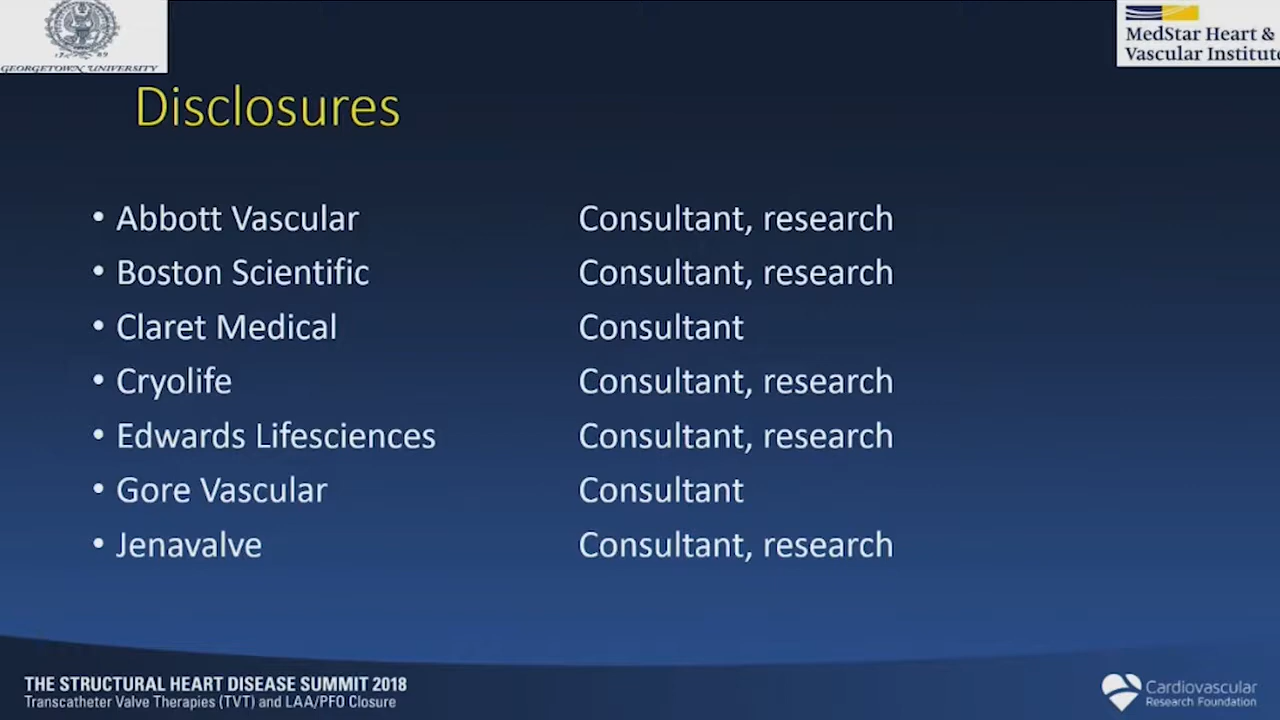 GEORGETOWN UNIVERSITY
MedStar Heart &
Vascular Institute
Disclosures
• Abbott Vascular Consultant, research
• Boston Scientific Consultant, research
• Claret Medical Consultant
• Cryolife Consultant, research
• Edwards Lifesciences Consultant, research
• Gore Vascular Consultant
• Jenavalve Consultant, research
THE STRUCTURAL HEART DISEASE SUMMIT 2018
Transcatheter Valve Therapies (TVT) and LAA/PFO Closure
Cardiovascular
Research Foundation